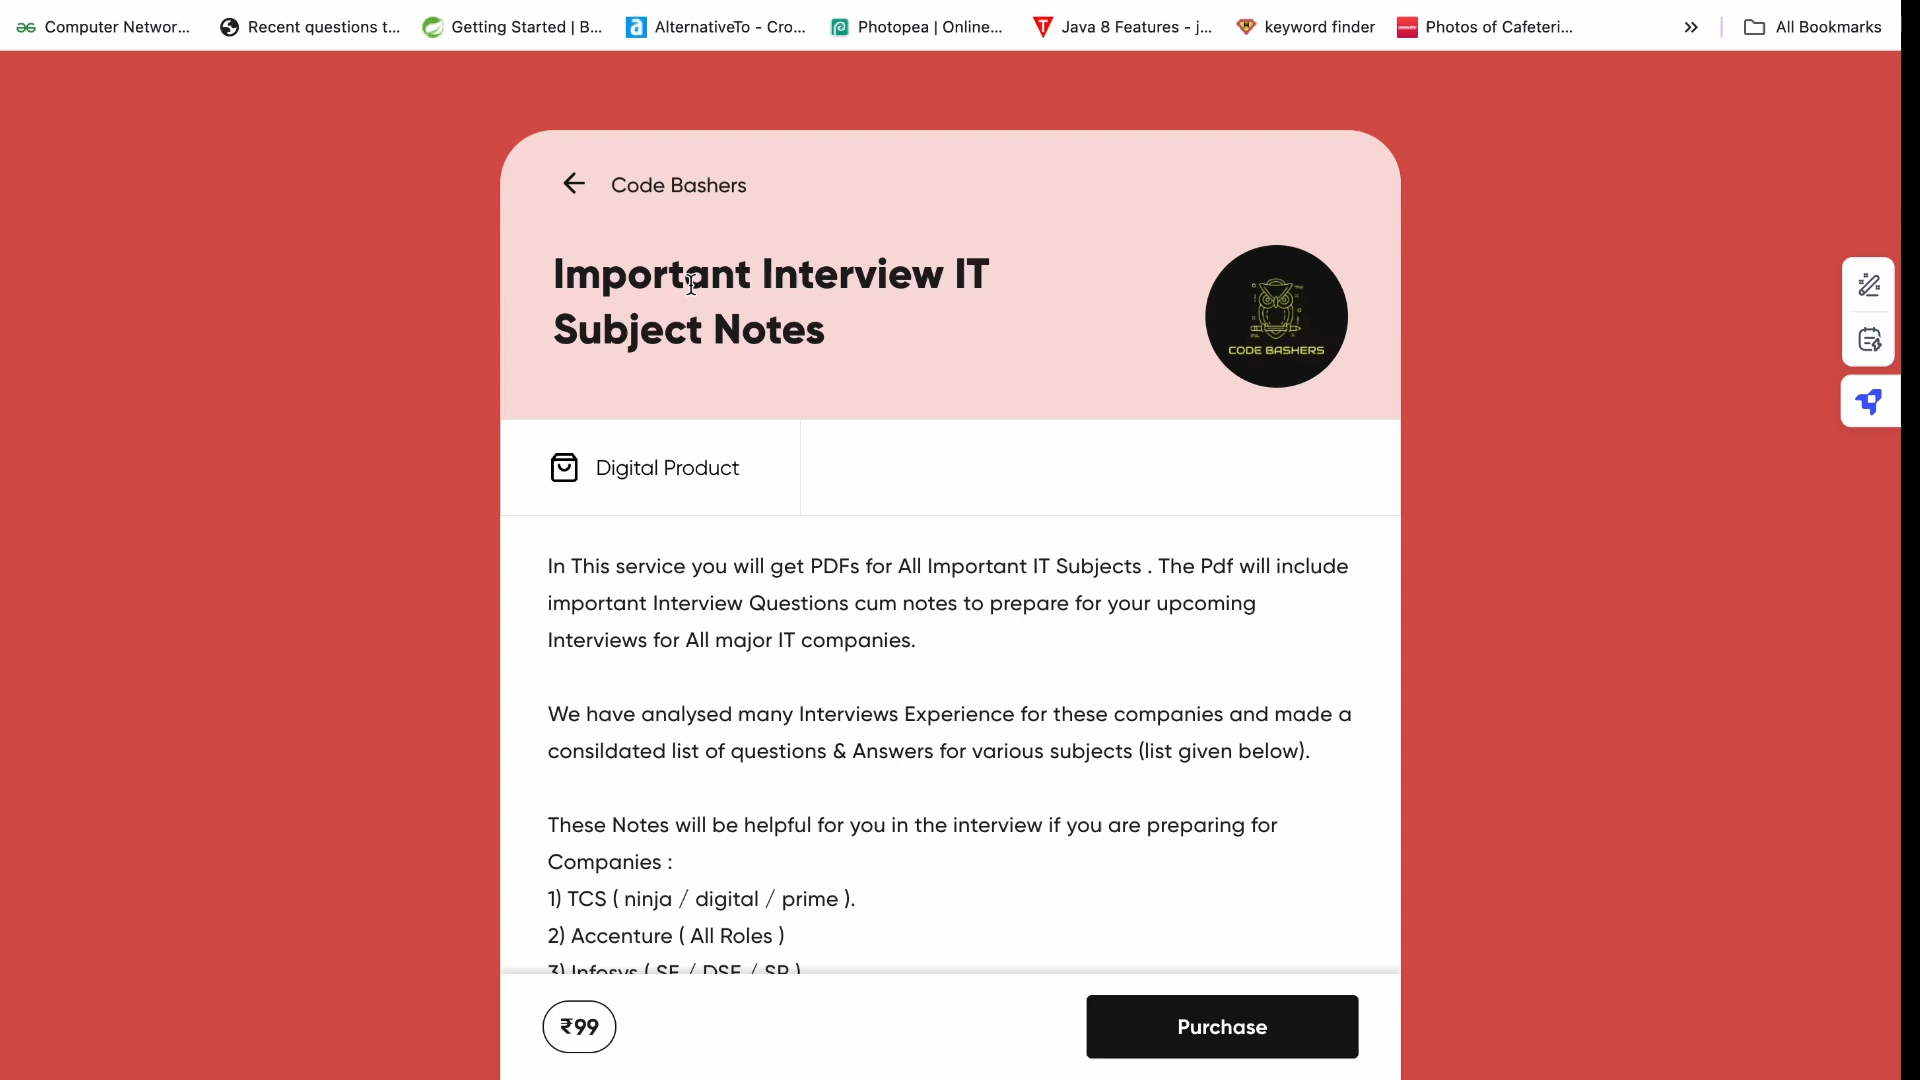 Computer Networ...
Recent questions t...
Getting Started | B...
AlternativeTo - Cro...
Photopea | Online...
Java 8 Features - j...
keyword finder
Photos of Cafeteri...
All Bookmarks
Code Bashers
Important Interview IT
Subject Notes
CODE BASHERS
Digital Product
In This service you will get PDFs for All Important IT Subjects . The Pdf will include
important Interview Questions cum notes to prepare for your upcoming
Interviews for All major IT companies.
We have analysed many Interviews Experience for these companies and made a
consildated list of questions & Answers for various subjects (list given below).
These Notes will be helpful for you in the interview if you are preparing for
Companies :
1) TCS ( ninja / digital / prime ).
2) Accenture ( All Roles )
3) Infosys ( SE / DSE / SP )
₹99
Purchase